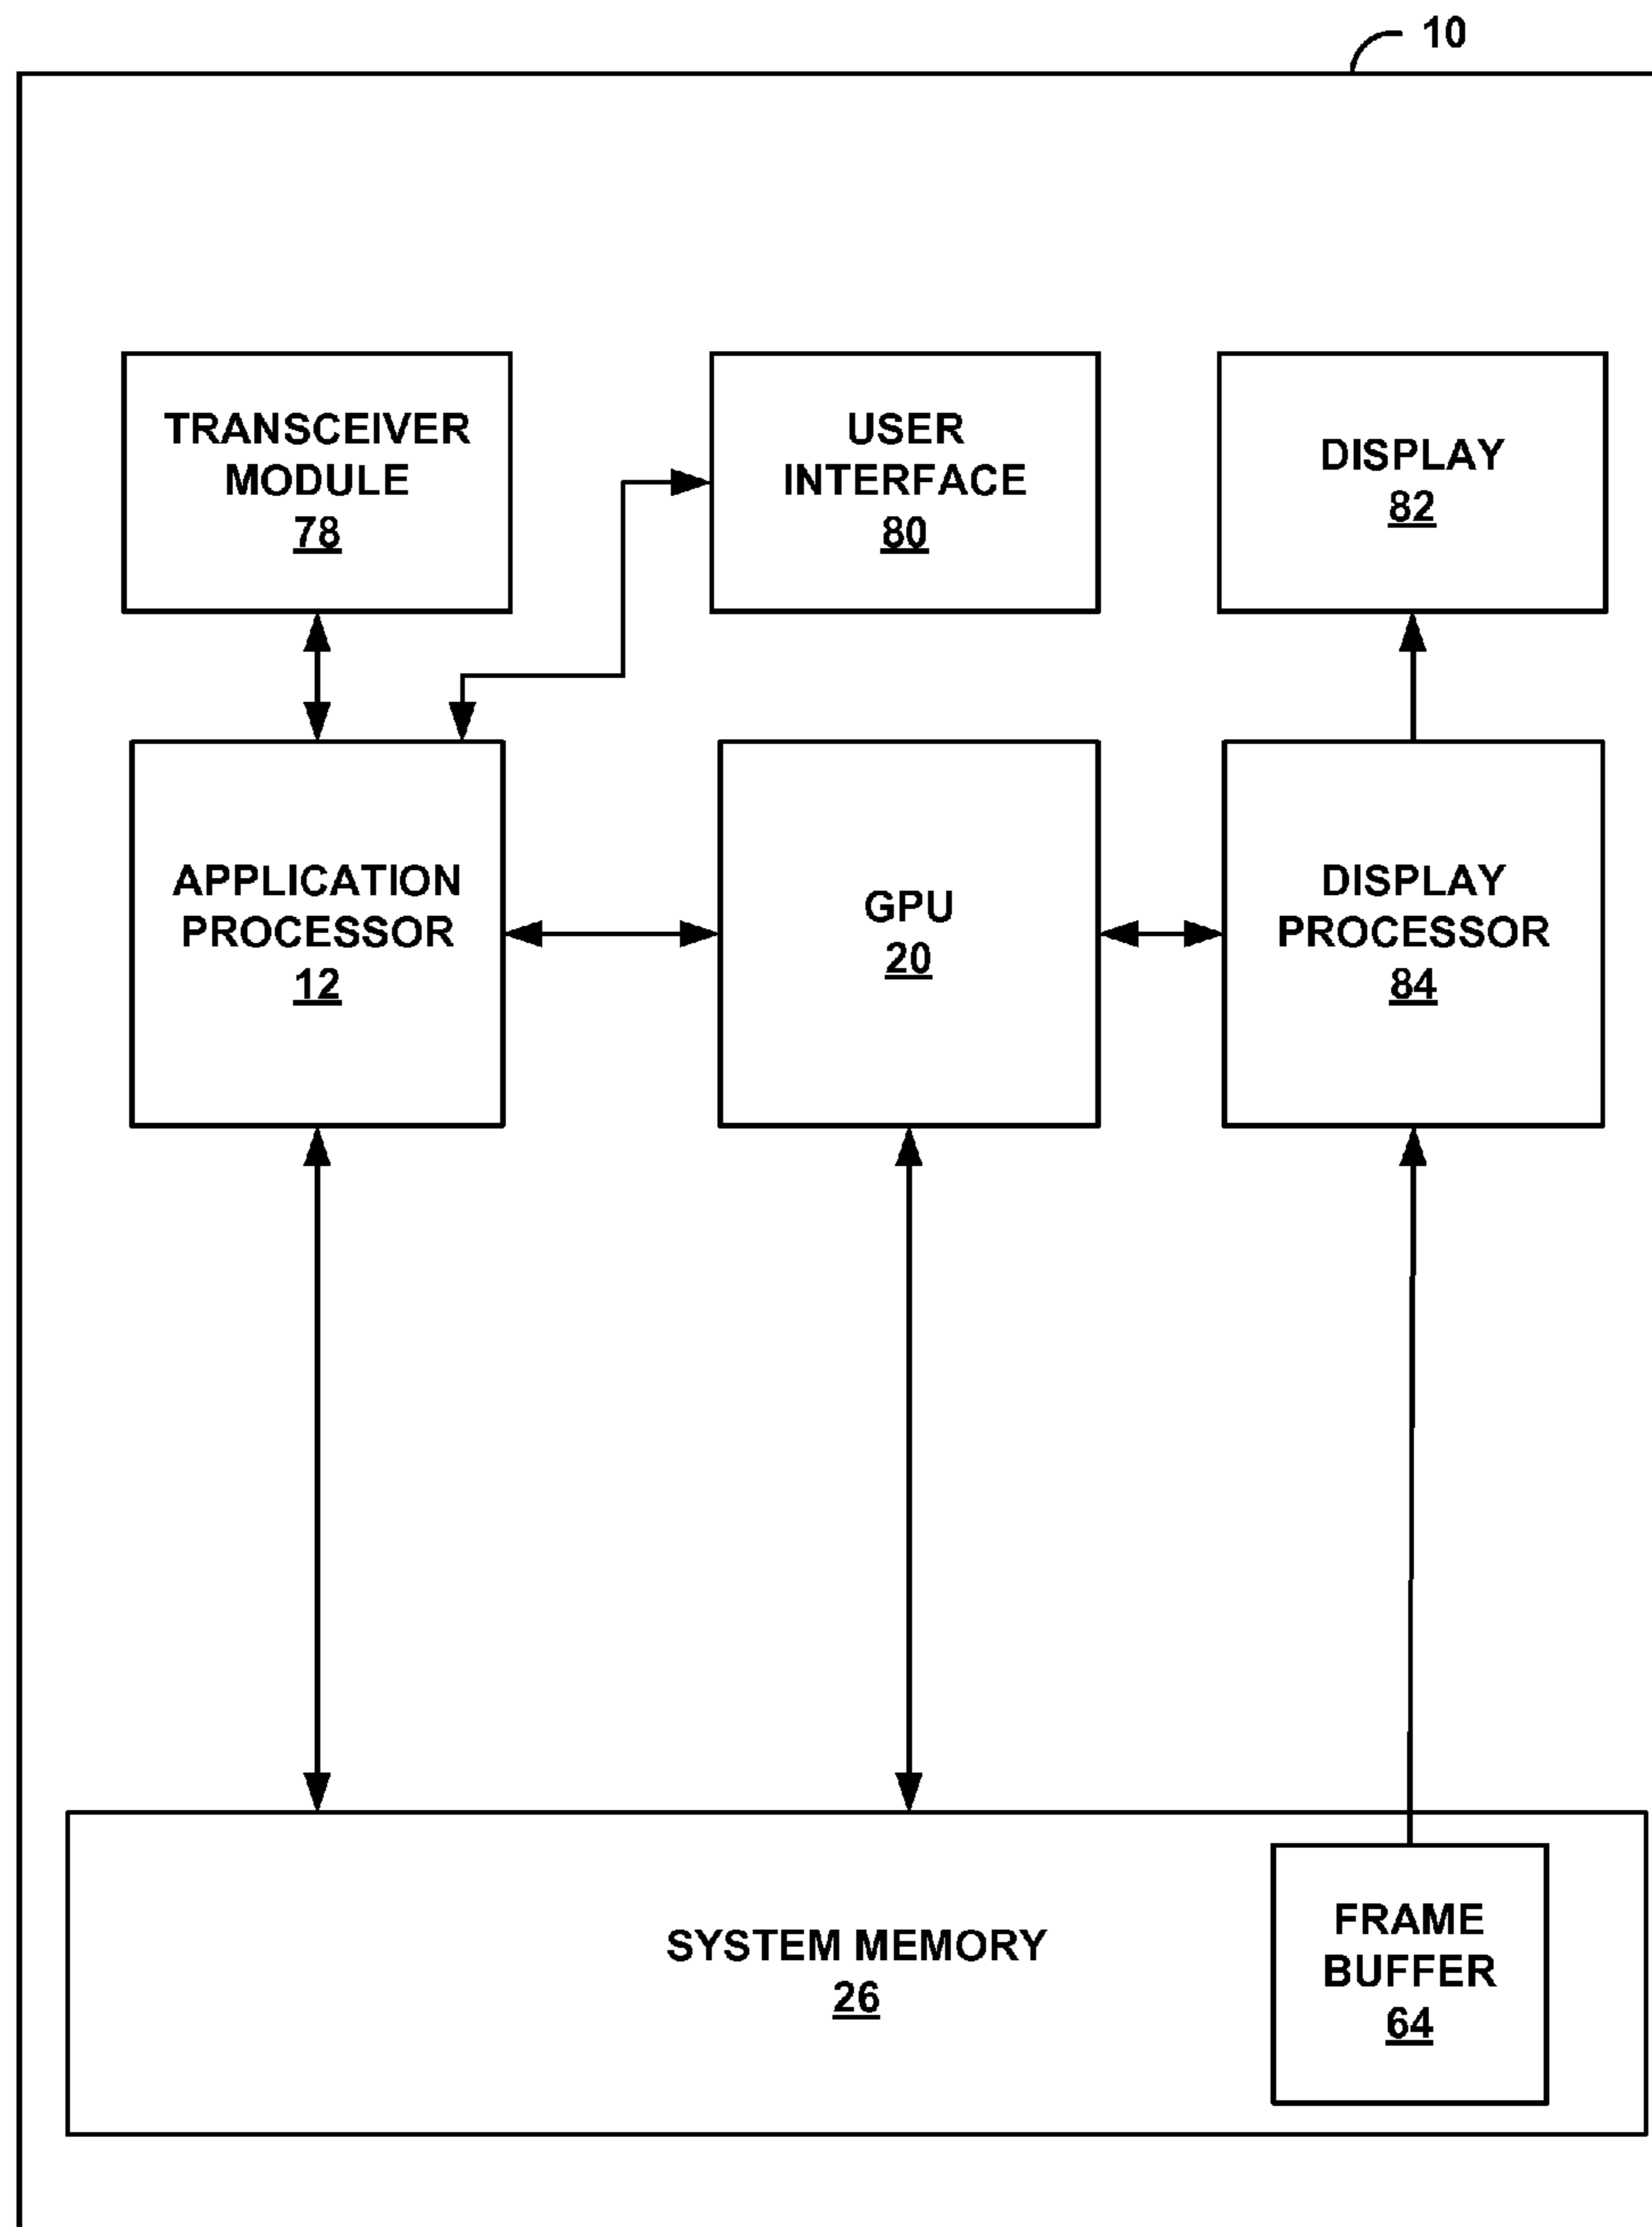 10
TRANSCEIVER
MODULE
78
USER
INTERFACE
80
DISPLAY
82
APPLICATION
PROCESSOR
12
GPU
20
DISPLAY
PROCESSOR
84
SYSTEM MEMORY
26
FRAME
BUFFER
64